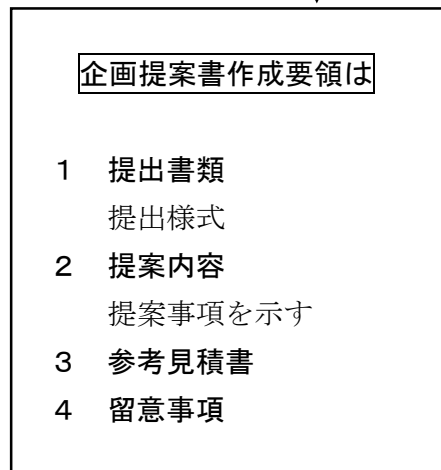 企画提案書作成要領は
１　提出書類
提出様式
２　提案内容
提案事項を示す
３　参考見積書
４　留意事項